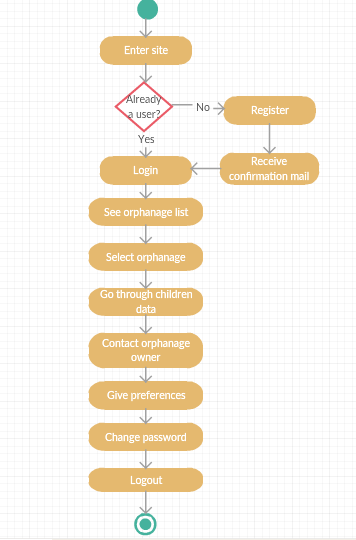 Enter site
Already
a user?
No
Register
Yes
Receive
confirmation mail
Login
See orphanage list
Select orphanage
Go through children
data
Contact orphanage
owner
Give preferences
Change password
Logout